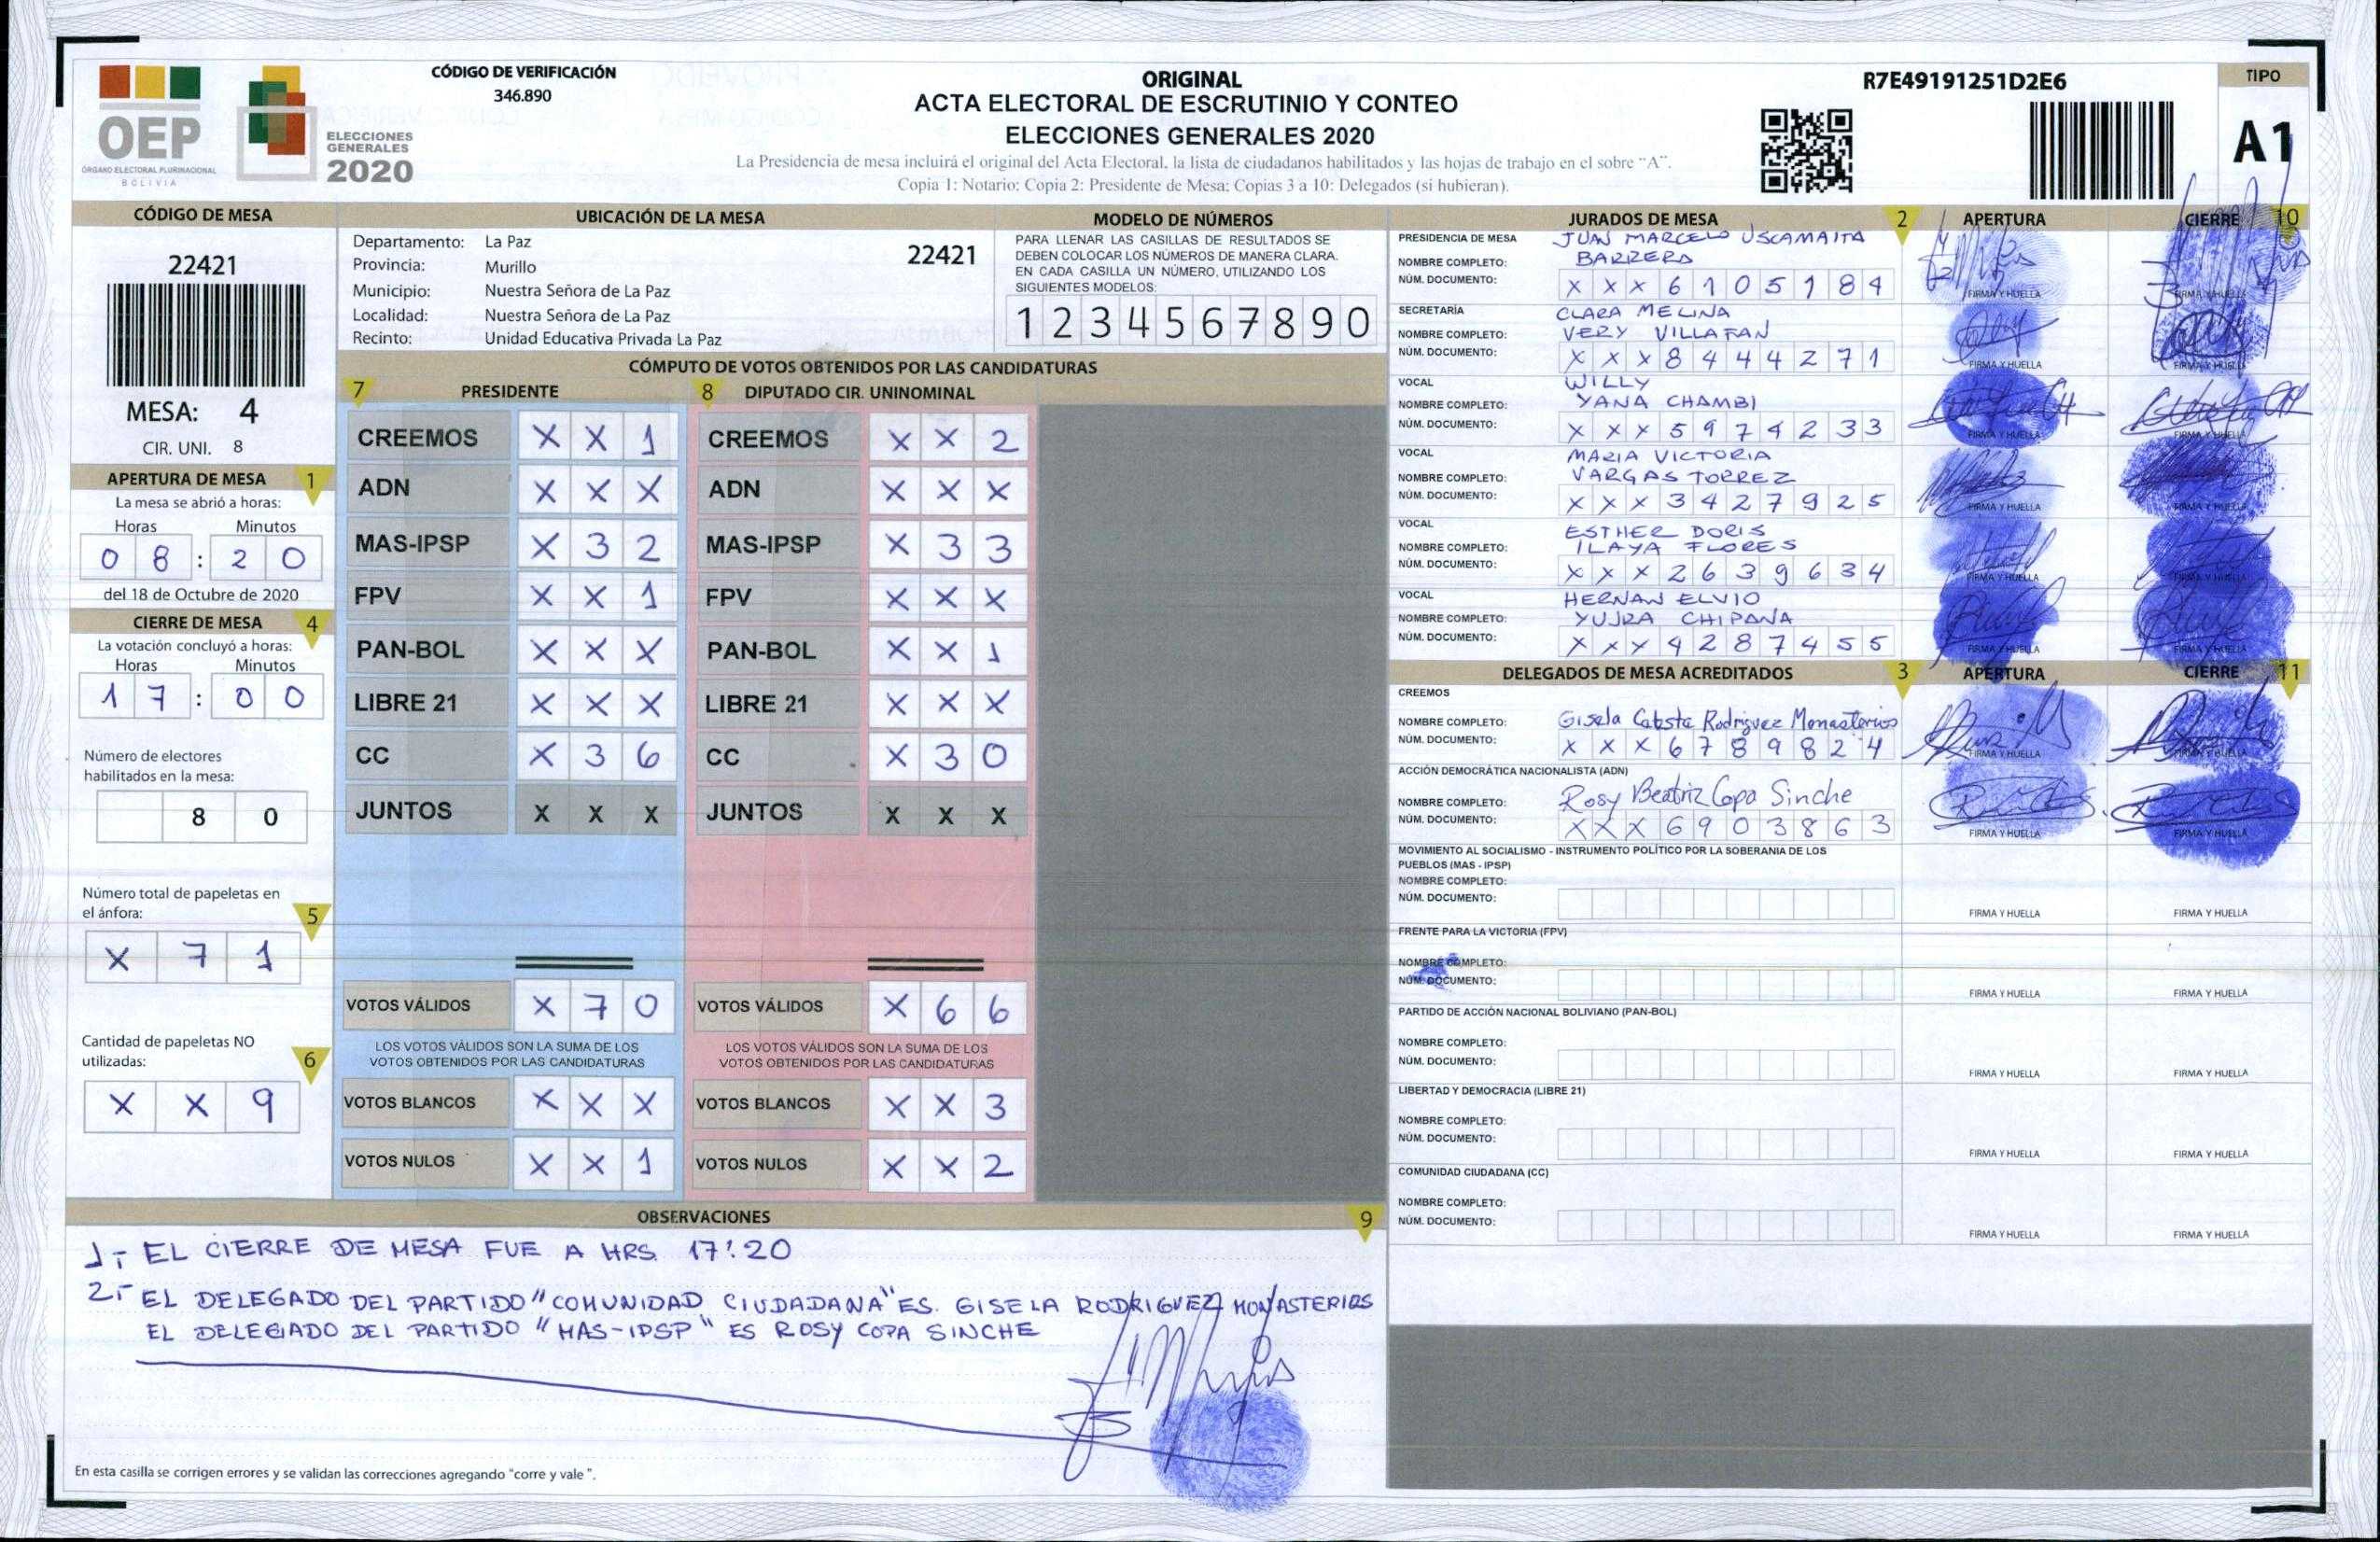 OEP
ÓRGANO ELECTORAL PLURINACIONAL
BOLIVIA
ELECCIONES
GENERALES
2020
CÓDIGO DE VERIFICACIÓN
346.890
ORIGINAL
ACTA ELECTORAL DE ESCRUTINIO Y CONTEO
ELECCIONES GENERALES 2020
La Presidencia de mesa incluirá el original del Acta Electoral, la lista de ciudadanos habilitados y las hojas de trabajo en el sobre "A".
Copia 1: Notario; Copia 2: Presidente de Mesa; Copias 3 a 10: Delegados (si hubieran).
R7E49191251D2E6
TIPO
A1
CÓDIGO DE MESA
22421
MESA: 4
CIR. UNI. 8
APERTURA DE MESA 1
La mesa se abrió a horas:
Horas Minutos
0 8 : 2 0
del 18 de Octubre de 2020
CIERRE DE MESA 4
La votación concluyó a horas:
Horas Minutos
1 7 : 0 0
Número de electores
habilitados en la mesa:
8 0
Número total de papeletas en
el ánfora: 5
X 7 1
Cantidad de papeletas NO
utilizadas: 6
X X 9
UBICACIÓN DE LA MESA
Departamento: La Paz 22421
Provincia: Murillo
Municipio: Nuestra Señora de La Paz
Localidad: Nuestra Señora de La Paz
Recinto: Unidad Educativa Privada La Paz
MODELO DE NÚMEROS
PARA LLENAR LAS CASILLAS DE RESULTADOS SE
DEBEN COLOCAR LOS NÚMEROS DE MANERA CLARA.
EN CADA CASILLA UN NÚMERO, UTILIZANDO LOS
SIGUIENTES MODELOS:
1 2 3 4 5 6 7 8 9 0
CÓMPUTO DE VOTOS OBTENIDOS POR LAS CANDIDATURAS
7 PRESIDENTE
CREEMOS X X 1
ADN X X X
MAS-IPSP X 3 2
FPV X X 1
PAN-BOL X X X
LIBRE 21 X X X
CC X 3 6
JUNTOS X X X
VOTOS VÁLIDOS X 7 0
LOS VOTOS VÁLIDOS SON LA SUMA DE LOS
VOTOS OBTENIDOS POR LAS CANDIDATURAS
VOTOS BLANCOS X X X
VOTOS NULOS X X 1
8 DIPUTADO CIR. UNINOMINAL
CREEMOS X X 2
ADN X X X
MAS-IPSP X 3 3
FPV X X X
PAN-BOL X X 1
LIBRE 21 X X X
CC X 3 0
JUNTOS X X X
VOTOS VÁLIDOS X 6 6
LOS VOTOS VÁLIDOS SON LA SUMA DE LOS
VOTOS OBTENIDOS POR LAS CANDIDATURAS
VOTOS BLANCOS X X 3
VOTOS NULOS X X 2
OBSERVACIONES 9
1.- EL CIERRE DE MESA FUE A HRS. 17:20
2.- EL DELEGADO DEL PARTIDO "COMUNIDAD CIUDADANA" ES. GISELA RODRIGUEZ MONASTERIOS
EL DELEGADO DEL PARTIDO "MAS-IPSP" ES ROSY COPA SINCHE
En esta casilla se corrigen errores y se validan las correcciones agregando "corre y vale".
JURADOS DE MESA 2 APERTURA CIERRE 10
PRESIDENCIA DE MESA JUAN MARCELO USCAMAITA
NOMBRE COMPLETO: BARRERA
NÚM. DOCUMENTO: X X X 6 1 0 5 1 8 4 FIRMA Y HUELLA FIRMA Y HUELLA
SECRETARÍA CLARA MELINA
NOMBRE COMPLETO: VERY VILLAFAN
NÚM. DOCUMENTO: X X X 8 4 4 4 2 7 1 FIRMA Y HUELLA FIRMA Y HUELLA
VOCAL WILLY
NOMBRE COMPLETO: YANA CHAMBI
NÚM. DOCUMENTO: X X X 5 9 7 4 2 3 3 FIRMA Y HUELLA FIRMA Y HUELLA
VOCAL MARIA VICTORIA
NOMBRE COMPLETO: VARGAS TORREZ
NÚM. DOCUMENTO: X X X 3 4 2 7 9 2 5 FIRMA Y HUELLA FIRMA Y HUELLA
VOCAL ESTHER DORIS
NOMBRE COMPLETO: ILAYA FLORES
NÚM. DOCUMENTO: X X X 2 6 3 9 6 3 4 FIRMA Y HUELLA FIRMA Y HUELLA
VOCAL HERNAN ELVIO
NOMBRE COMPLETO: YUJRA CHIPANA
NÚM. DOCUMENTO: X X X 4 2 8 7 4 5 5 FIRMA Y HUELLA FIRMA Y HUELLA
DELEGADOS DE MESA ACREDITADOS 3 APERTURA CIERRE 11
CREEMOS
NOMBRE COMPLETO: Gisela Rodriguez Monasterios
NÚM. DOCUMENTO: X X X 6 7 8 9 8 2 4 FIRMA Y HUELLA FIRMA Y HUELLA
ACCIÓN DEMOCRÁTICA NACIONALISTA (ADN)
NOMBRE COMPLETO: Rosy Beatriz Copa Sinche
NÚM. DOCUMENTO: X X X 6 9 0 3 8 6 3 FIRMA Y HUELLA FIRMA Y HUELLA
MOVIMIENTO AL SOCIALISMO - INSTRUMENTO POLÍTICO POR LA SOBERANIA DE LOS
PUEBLOS (MAS - IPSP)
NOMBRE COMPLETO:
NÚM. DOCUMENTO: FIRMA Y HUELLA FIRMA Y HUELLA
FRENTE PARA LA VICTORIA (FPV)
NOMBRE COMPLETO:
NÚM. DOCUMENTO: FIRMA Y HUELLA FIRMA Y HUELLA
PARTIDO DE ACCIÓN NACIONAL BOLIVIANO (PAN-BOL)
NOMBRE COMPLETO:
NÚM. DOCUMENTO: FIRMA Y HUELLA FIRMA Y HUELLA
LIBERTAD Y DEMOCRACIA (LIBRE 21)
NOMBRE COMPLETO:
NÚM. DOCUMENTO: FIRMA Y HUELLA FIRMA Y HUELLA
COMUNIDAD CIUDADANA (CC)
NOMBRE COMPLETO:
NÚM. DOCUMENTO: FIRMA Y HUELLA FIRMA Y HUELLA